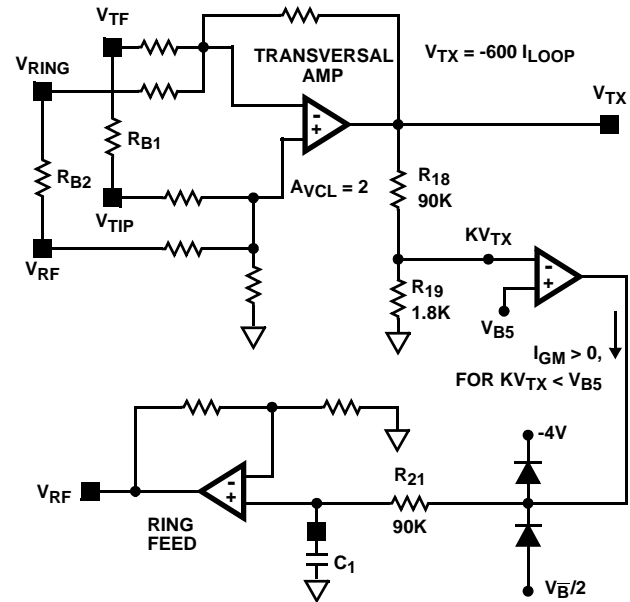 V_TF
V_RING
R_B1
R_B2
V_TIP
V_RF
TRANSVERSAL
AMP
-
+
A_VCL = 2
V_TX = -600 I_LOOP
V_TX
R_18
90K
KV_TX
R_19
1.8K
-
+
V_B5
I_GM > 0,
FOR KV_TX < V_B5
-4V
R_21
90K
V_B̅/2
-
+
V_RF
RING
FEED
C_1